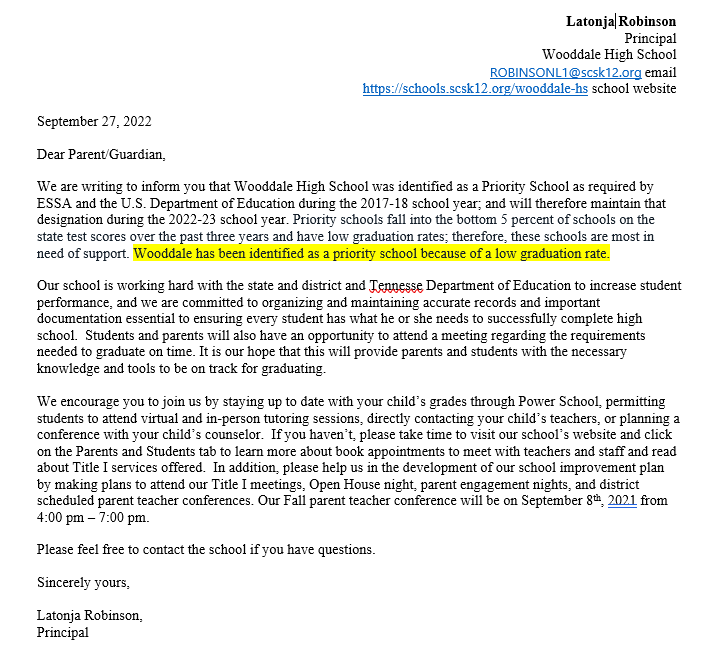 Latonja Robinson
Principal
Wooddale High School
ROBINSONL1@scsk12.org email
https://schools.scsk12.org/wooddale-hs school website
September 27, 2022
Dear Parent/Guardian,
We are writing to inform you that Wooddale High School was identified as a Priority School as required by
ESSA and the U.S. Department of Education during the 2017-18 school year; and will therefore maintain that
designation during the 2022-23 school year. Priority schools fall into the bottom 5 percent of schools on the
state test scores over the past three years and have low graduation rates; therefore, these schools are most in
need of support. Wooddale has been identified as a priority school because of a low graduation rate.
Our school is working hard with the state and district and Tennesse Department of Education to increase student
performance, and we are committed to organizing and maintaining accurate records and important
documentation essential to ensuring every student has what he or she needs to successfully complete high
school.  Students and parents will also have an opportunity to attend a meeting regarding the requirements
needed to graduate on time. It is our hope that this will provide parents and students with the necessary
knowledge and tools to be on track for graduating.
We encourage you to join us by staying up to date with your child’s grades through Power School, permitting
students to attend virtual and in-person tutoring sessions, directly contacting your child’s teachers, or planning a
conference with your child’s counselor.  If you haven’t, please take time to visit our school’s website and click
on the Parents and Students tab to learn more about book appointments to meet with teachers and staff and read
about Title I services offered.  In addition, please help us in the development of our school improvement plan
by making plans to attend our Title I meetings, Open House night, parent engagement nights, and district
scheduled parent teacher conferences. Our Fall parent teacher conference will be on September 8th, 2021 from
4:00 pm – 7:00 pm.
Please feel free to contact the school if you have questions.
Sincerely yours,
Latonja Robinson,
Principal